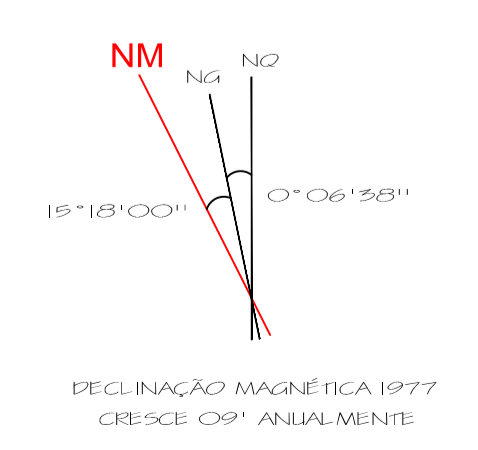 NM
NG
NQ
15°18'00"
0°06'38"
DECLINAÇÃO MAGNÉTICA 1977
CRESCE 09' ANUALMENTE